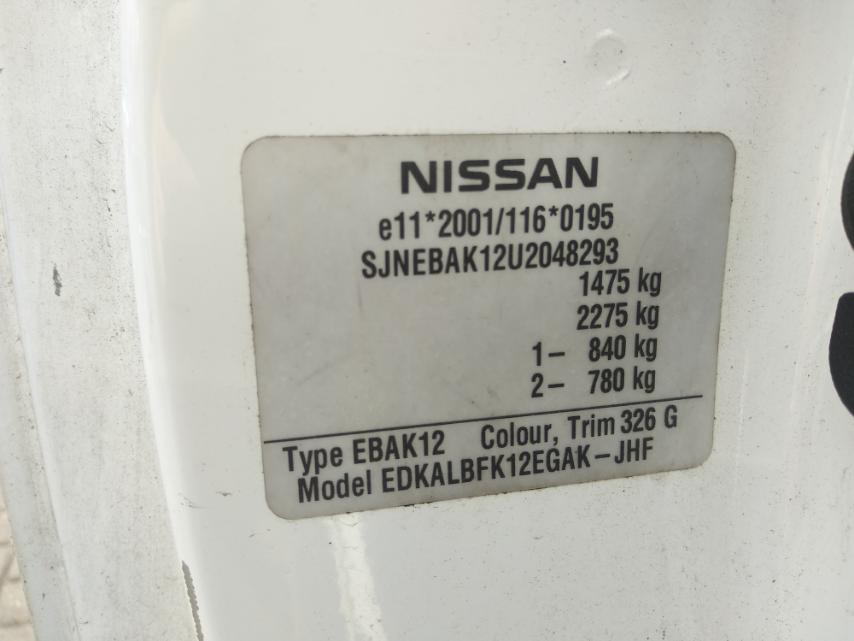 NISSAN
e11*2001/116*0195
SJNEBAK12U2048293
1475 kg
2275 kg
1– 840 kg
2– 780 kg
Type EBAK12 Colour, Trim 326 G
Model EDKALBFK12EGAK–JHF